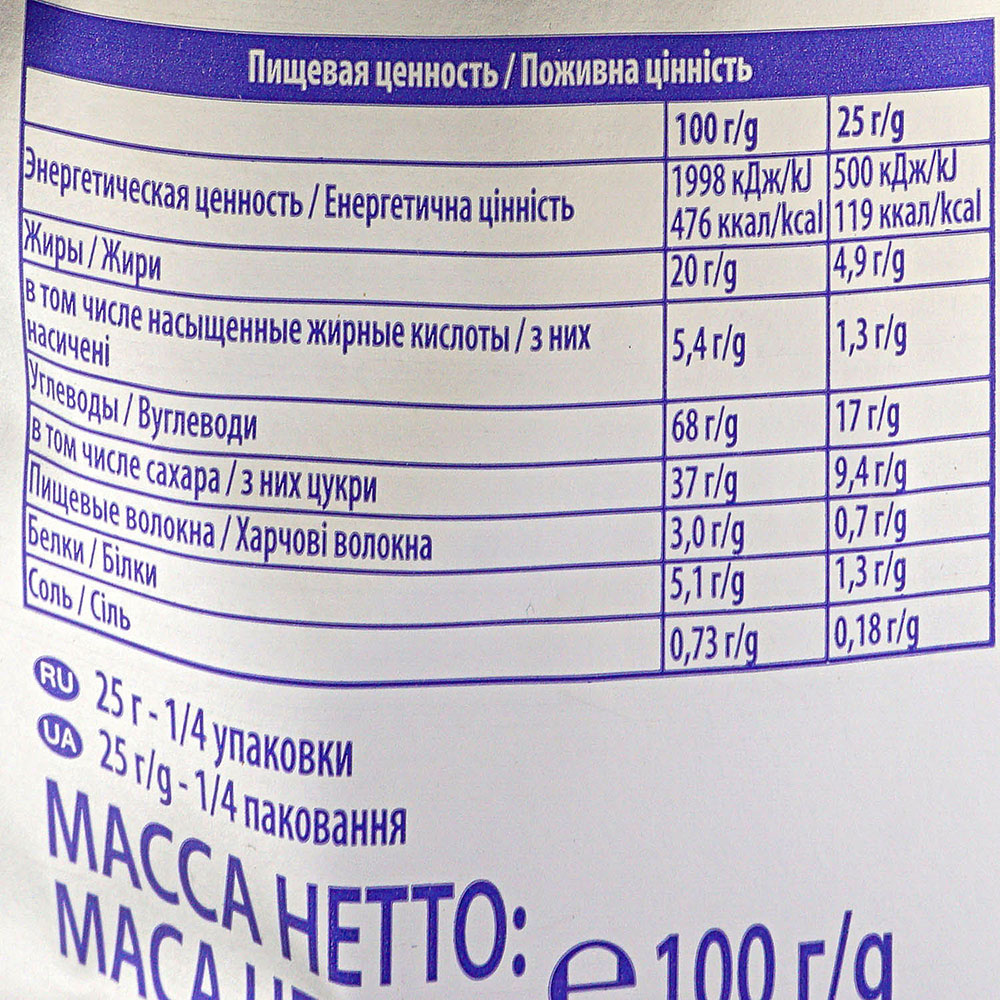 Пищевая ценность / Поживна цінність
100 г/g 25 г/g
Энергетическая ценность / Енергетична цінність 1998 кДж/kJ 500 кДж/kJ
476 ккал/kcal 119 ккал/kcal
Жиры / Жири 20 г/g 4,9 г/g
в том числе насыщенные жирные кислоты / з них
насичені 5,4 г/g 1,3 г/g
Углеводы / Вуглеводи 68 г/g 17 г/g
в том числе сахара / з них цукри 37 г/g 9,4 г/g
Пищевые волокна / Харчові волокна 3,0 г/g 0,7 г/g
Белки / Білки 5,1 г/g 1,3 г/g
Соль / Сіль 0,73 г/g 0,18 г/g
RU 25 г - 1/4 упаковки
UA 25 г/g - 1/4 паковання
МАССА НЕТТО:
МАСА ℮ 100 г/g